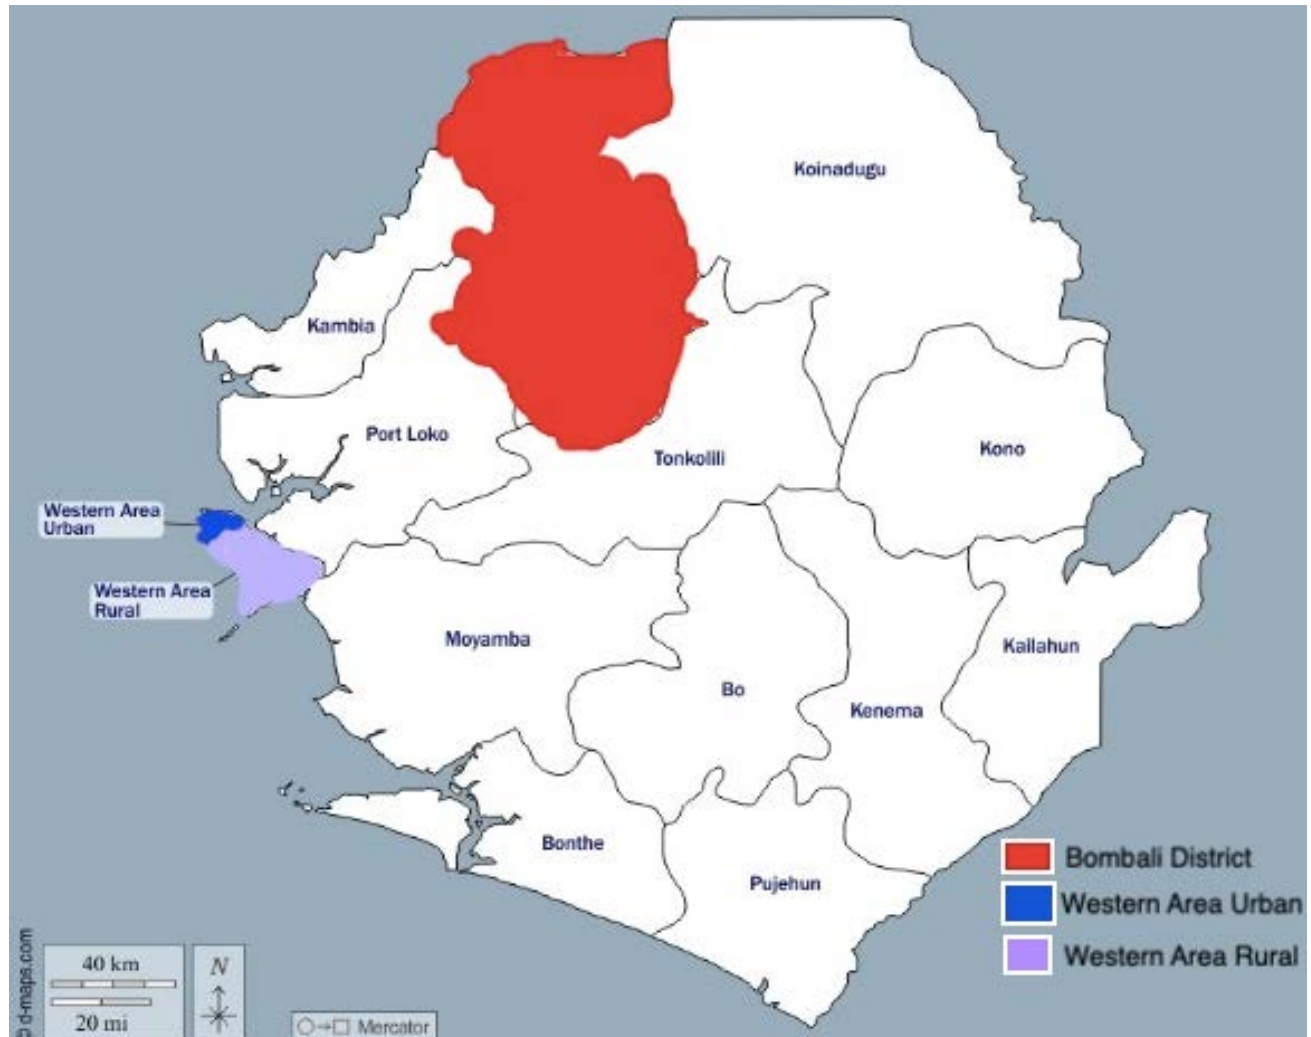 Koinadugu
Kambia
Port Loko
Tonkolili
Kono
Western Area
Urban
Western Area
Rural
Moyamba
Bo
Kenema
Kailahun
Bonthe
Pujehun
Bombali District
Western Area Urban
Western Area Rural
© d-maps.com
40 km
20 mi
N
Mercator